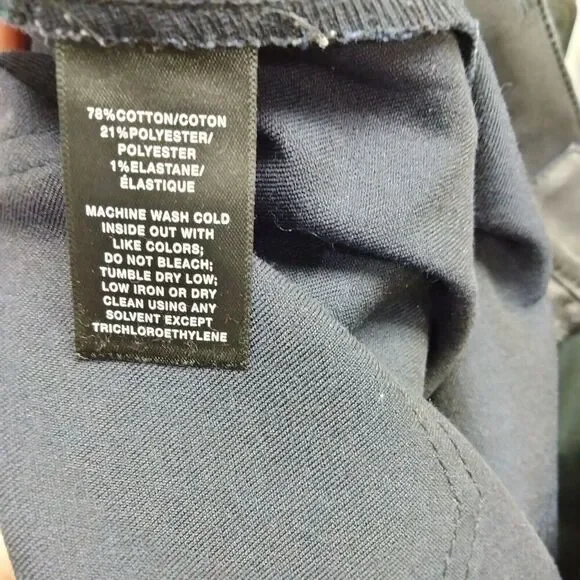 78%COTTON/COTON
21%POLYESTER/
POLYESTER
1%ELASTANE/
ÉLASTIQUE
MACHINE WASH COLD
INSIDE OUT WITH
LIKE COLORS;
DO NOT BLEACH;
TUMBLE DRY LOW;
LOW IRON OR DRY
CLEAN USING ANY
SOLVENT EXCEPT
TRICHLOROETHYLENE